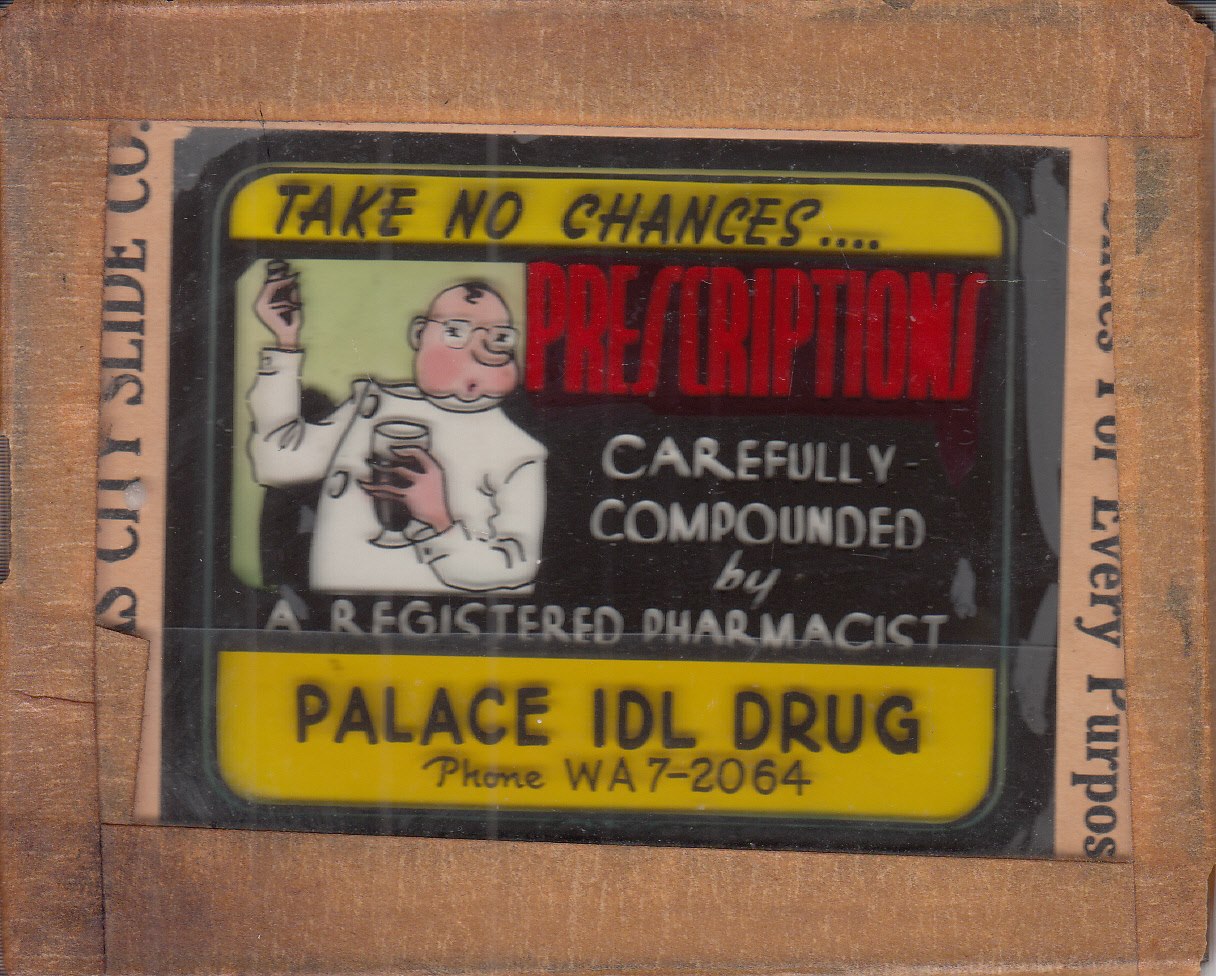 TAKE NO CHANCES....
PRESCRIPTIONS
CAREFULLY-
COMPOUNDED
by
A REGISTERED PHARMACIST
PALACE IDL DRUG
Phone WA7-2064
S CITY SLIDE CO.
For Every Purpos